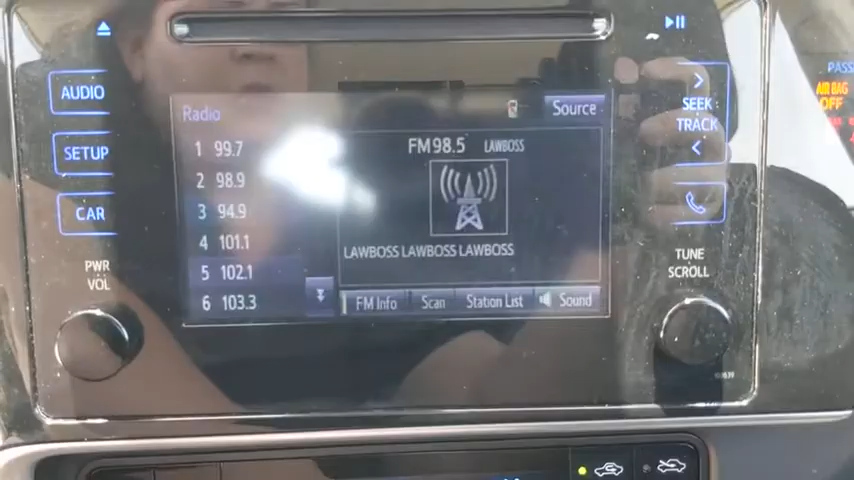 AUDIO
SETUP
CAR
PWR
VOL
Radio
Source
1 99.7
2 98.9
3 94.9
4 101.1
5 102.1
6 103.3
FM 98.5 LAWBOSS
LAWBOSS LAWBOSS LAWBOSS
FM Info Scan Station List Sound
SEEK
TRACK
TUNE
SCROLL
PASS
AIR BAG
OFF